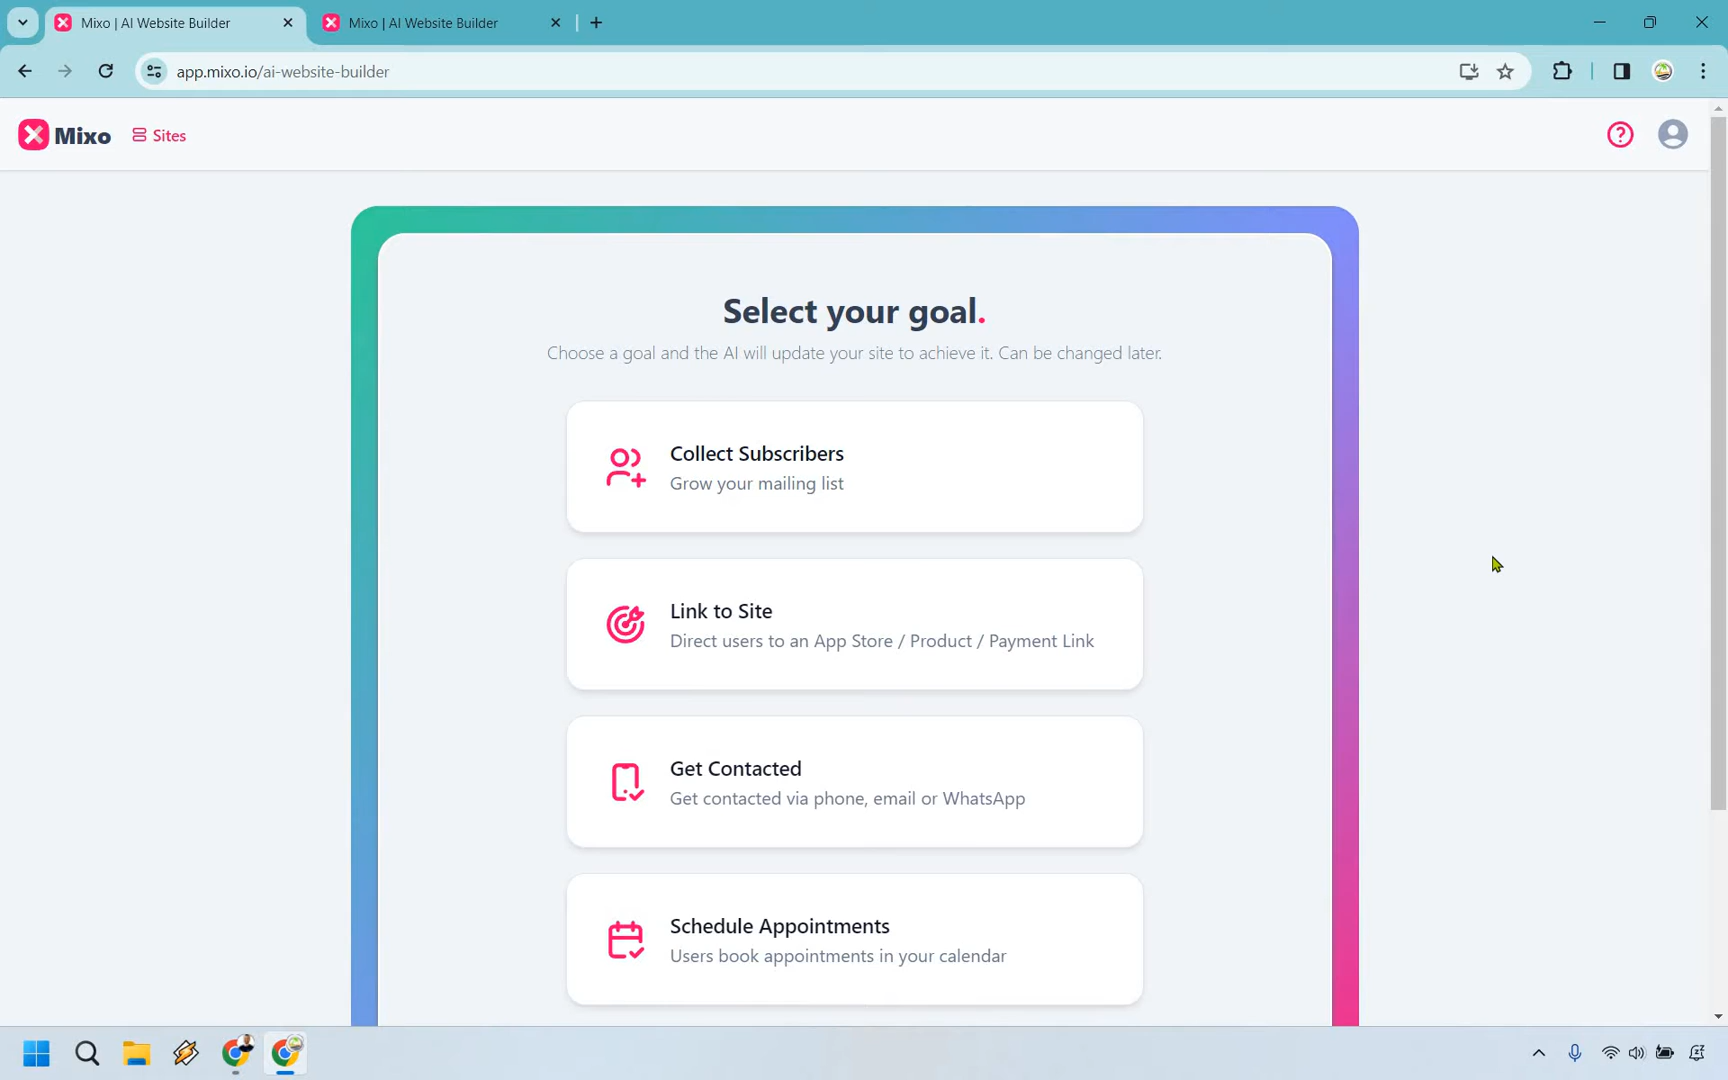 Mixo | AI Website Builder
Mixo | AI Website Builder
app.mixo.io/ai-website-builder
Mixo
Sites
Select your goal.
Choose a goal and the AI will update your site to achieve it. Can be changed later.
Collect Subscribers
Grow your mailing list
Link to Site
Direct users to an App Store / Product / Payment Link
Get Contacted
Get contacted via phone, email or WhatsApp
Schedule Appointments
Users book appointments in your calendar